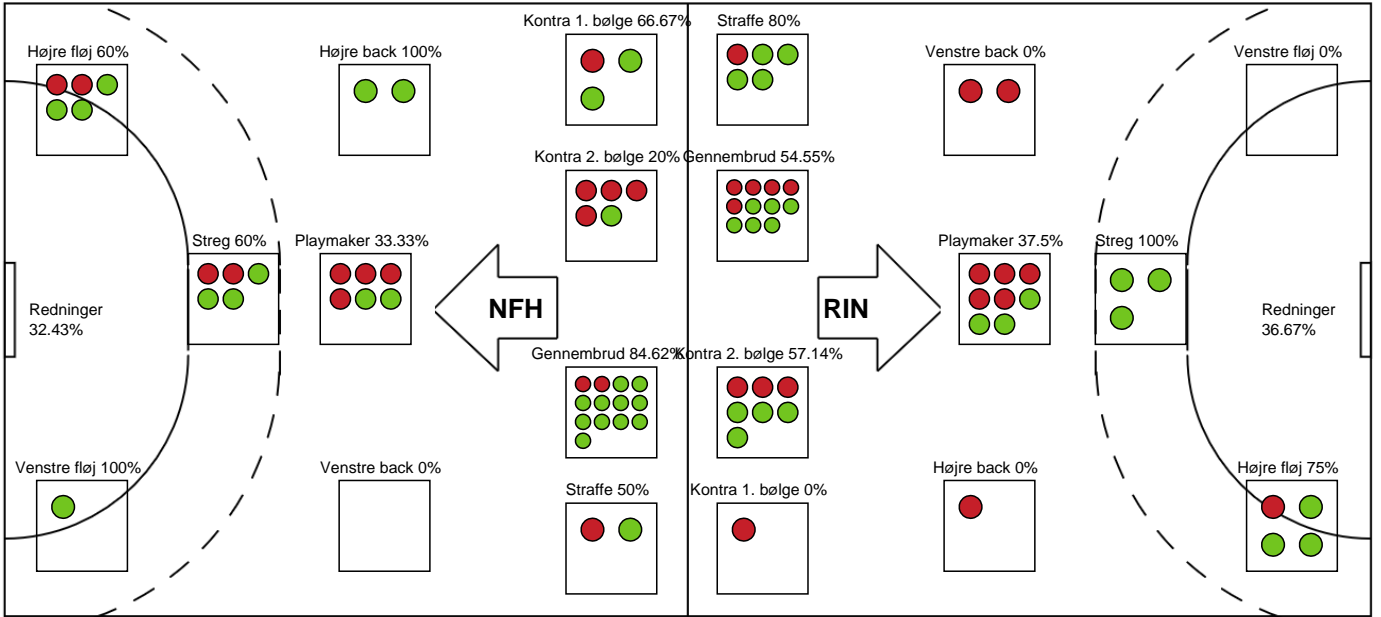 Kontra 1. bølge 66.67%
Straffe 80%
Højre fløj 60%
Højre back 100%
Venstre back 0%
Venstre fløj 0%
Kontra 2. bølge 20%
Gennembrud 54.55%
Streg 60%
Playmaker 33.33%
Playmaker 37.5%
Streg 100%
Redninger
32.43%
NFH
RIN
Redninger
36.67%
Gennembrud 84.62%
Kontra 2. bølge 57.14%
Venstre fløj 100%
Venstre back 0%
Højre back 0%
Højre fløj 75%
Straffe 50%
Kontra 1. bølge 0%